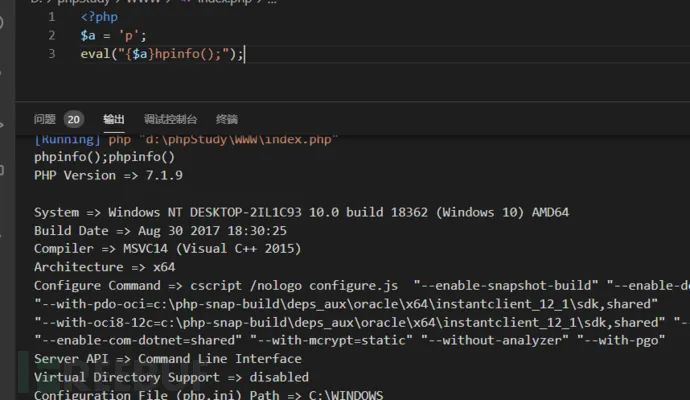 D: > phpStudy > WWW > index.php > ...
1 <?php
2 $a = 'p';
3 eval("{$a}hpinfo();");
问题 20 输出 调试控制台 终端
[Running] php "d:\phpStudy\WWW\index.php"
phpinfo();phpinfo()
PHP Version => 7.1.9
System => Windows NT DESKTOP-2IL1C93 10.0 build 18362 (Windows 10) AMD64
Build Date => Aug 30 2017 18:30:25
Compiler => MSVC14 (Visual C++ 2015)
Architecture => x64
Configure Command => cscript /nologo configure.js "--enable-snapshot-build" "--enable-de
"--with-pdo-oci=c:\php-snap-build\deps_aux\oracle\x64\instantclient_12_1\sdk,shared"
"--with-oci8-12c=c:\php-snap-build\deps_aux\oracle\x64\instantclient_12_1\sdk,shared" "--
"--enable-com-dotnet=shared" "--with-mcrypt=static" "--without-analyzer" "--with-pgo"
Server API => Command Line Interface
Virtual Directory Support => disabled
Configuration File (php.ini) Path => C:\WINDOWS
REEBUF